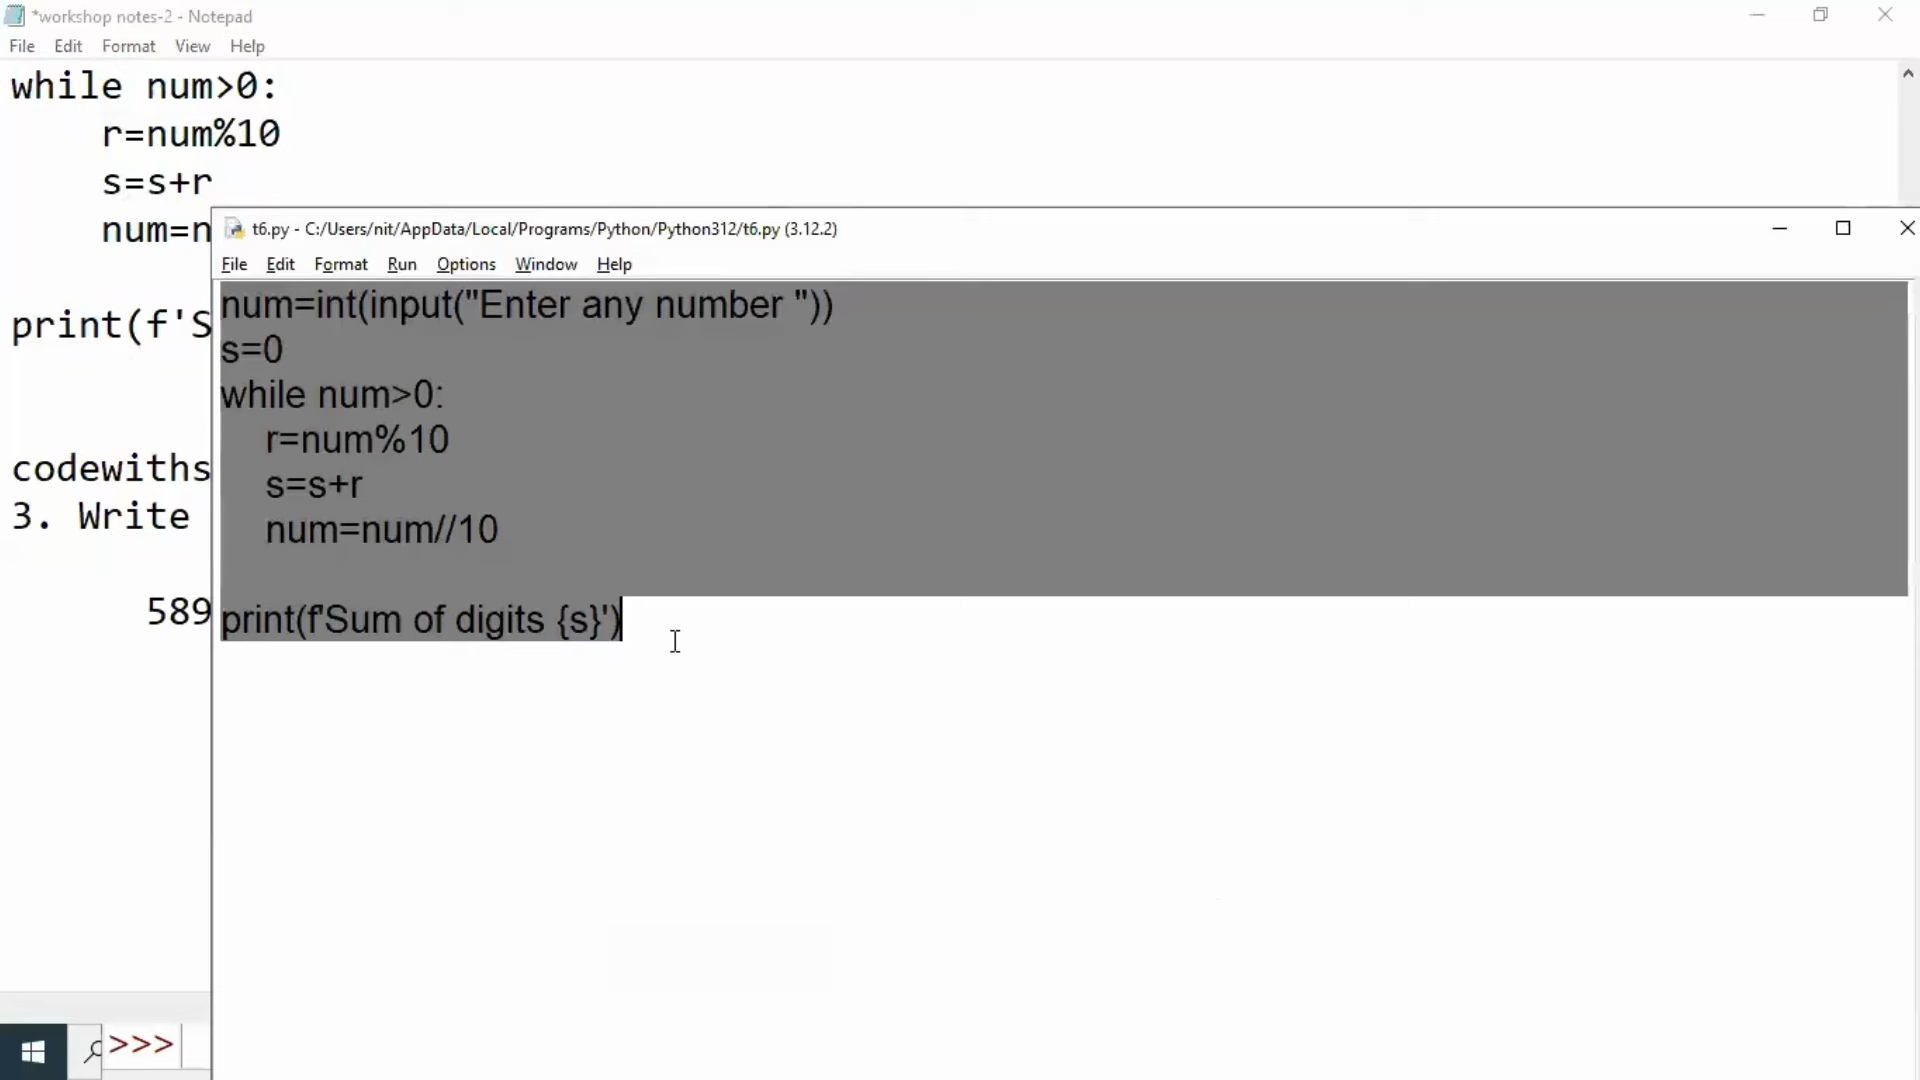 *workshop notes-2 - Notepad
File Edit Format View Help
while num>0:
r=num%10
s=s+r
num=n
print(f'S
codewiths
3. Write
589
t6.py - C:/Users/nit/AppData/Local/Programs/Python/Python312/t6.py (3.12.2)
File Edit Format Run Options Window Help
num=int(input("Enter any number "))
s=0
while num>0:
r=num%10
s=s+r
num=num//10
print(f'Sum of digits {s}')
>>>